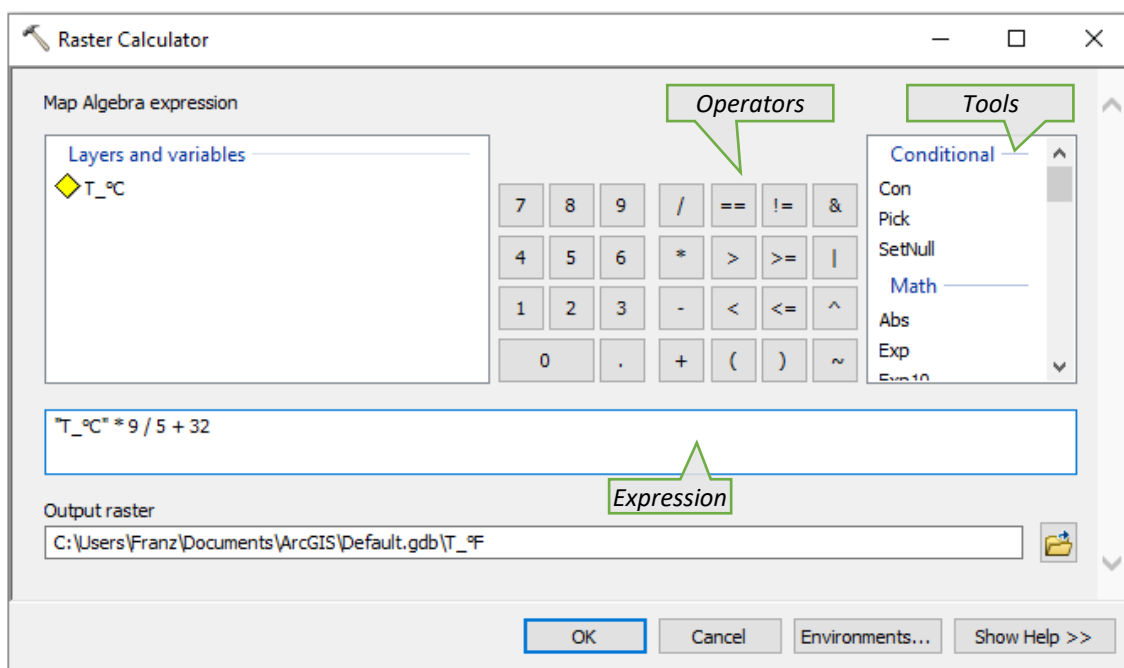 Raster Calculator
Map Algebra expression
Operators
Tools
Layers and variables
T_ºC
7 8 9 / == != &
4 5 6 * > >= |
1 2 3 - < <= ^
0 . + ( ) ~
Conditional
Con
Pick
SetNull
Math
Abs
Exp
Exp10
"T_ºC" * 9 / 5 + 32
Expression
Output raster
C:\Users\Franz\Documents\ArcGIS\Default.gdb\T_ºF
OK Cancel Environments... Show Help >>